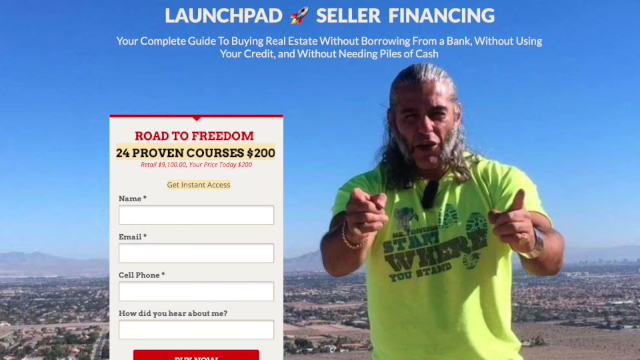 LAUNCHPAD 🚀 SELLER FINANCING
Your Complete Guide To Buying Real Estate Without Borrowing From a Bank, Without Using
Your Credit, and Without Needing Piles of Cash
ROAD TO FREEDOM
24 PROVEN COURSES $200
Retail $9,100.00, Your Price Today $200
Get Instant Access
Name *
Email *
Cell Phone *
How did you hear about me?
BUY NOW
START
WHERE
YOU STAND